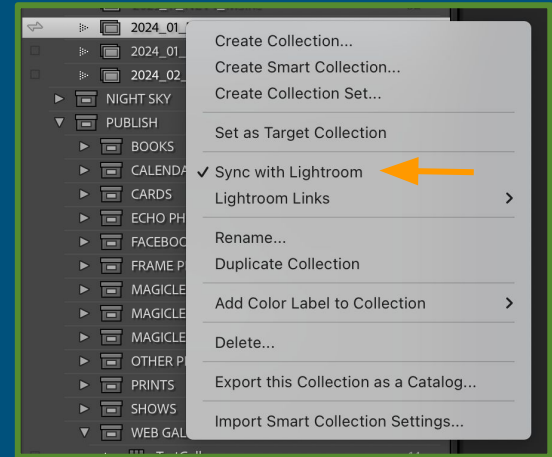 2024_01_
2024_01_
2024_02_
NIGHT SKY
PUBLISH
BOOKS
CALENDA
CARDS
ECHO PH
FACEBOO
FRAME P
MAGICLE
MAGICLE
MAGICLE
OTHER P
PRINTS
SHOWS
WEB GAL
Create Collection...
Create Smart Collection...
Create Collection Set...
Set as Target Collection
✓ Sync with Lightroom
Lightroom Links
Rename...
Duplicate Collection
Add Color Label to Collection
Delete...
Export this Collection as a Catalog...
Import Smart Collection Settings...